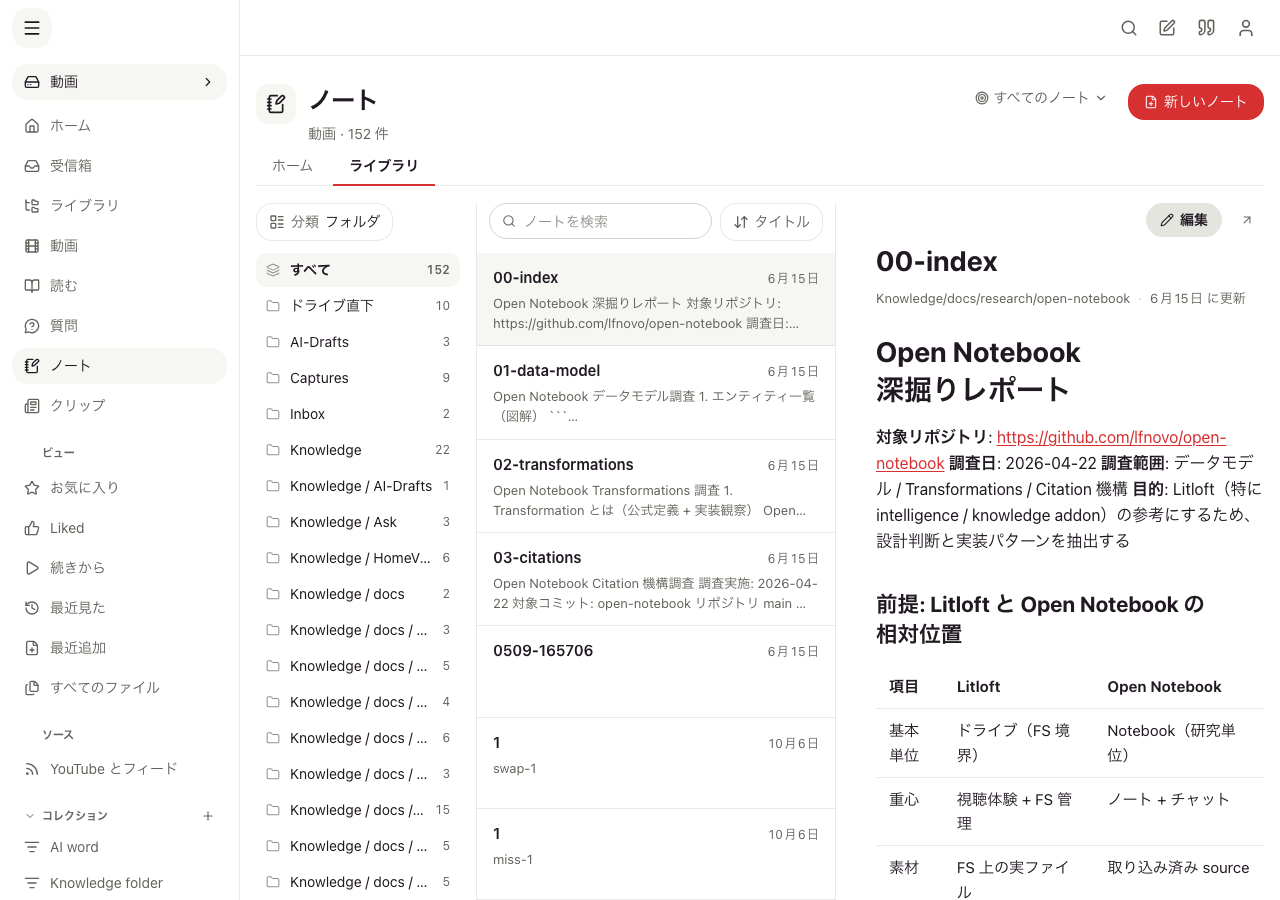 動画
ホーム
受信箱
ライブラリ
動画
読む
質問
ノート
クリップ
ビュー
お気に入り
Liked
続きから
最近見た
最近追加
すべてのファイル
ソース
YouTube とフィード
コレクション
AI word
Knowledge folder
ノート
動画 · 152 件
すべてのノート
新しいノート
ホーム
ライブラリ
分類 フォルダ
すべて 152
ドライブ直下 10
AI-Drafts 3
Captures 9
Inbox 2
Knowledge 22
Knowledge / AI-Drafts 1
Knowledge / Ask 3
Knowledge / HomeV... 6
Knowledge / docs 2
Knowledge / docs / ... 3
Knowledge / docs / ... 5
Knowledge / docs / ... 4
Knowledge / docs / ... 6
Knowledge / docs / ... 3
Knowledge / docs /... 15
Knowledge / docs / ... 5
Knowledge / docs / ... 5
ノートを検索
タイトル
00-index 6月15日
Open Notebook 深掘りレポート 対象リポジトリ:
https://github.com/lfnovo/open-notebook 調査日:...
01-data-model 6月15日
Open Notebook データモデル調査 1. エンティティ一覧
（図解） ```...
02-transformations 6月15日
Open Notebook Transformations 調査 1.
Transformation とは（公式定義 + 実装観察） Open...
03-citations 6月15日
Open Notebook Citation 機構調査 調査実施: 2026-04-
22 対象コミット: open-notebook リポジトリ main ...
0509-165706 6月15日
1 10月6日
swap-1
1 10月6日
miss-1
編集
00-index
Knowledge/docs/research/open-notebook · 6月15日 に更新
Open Notebook
深掘りレポート
対象リポジトリ: https://github.com/lfnovo/open-
notebook 調査日: 2026-04-22 調査範囲: データモデ
ル / Transformations / Citation 機構 目的: Litloft（特に
intelligence / knowledge addon）の参考にするため、
設計判断と実装パターンを抽出する
前提: Litloft と Open Notebook の
相対位置
項目 Litloft Open Notebook
基本単位 ドライブ（FS 境界） Notebook（研究単位）
重心 視聴体験 + FS 管理 ノート + チャット
素材 FS 上の実ファイル 取り込み済み source